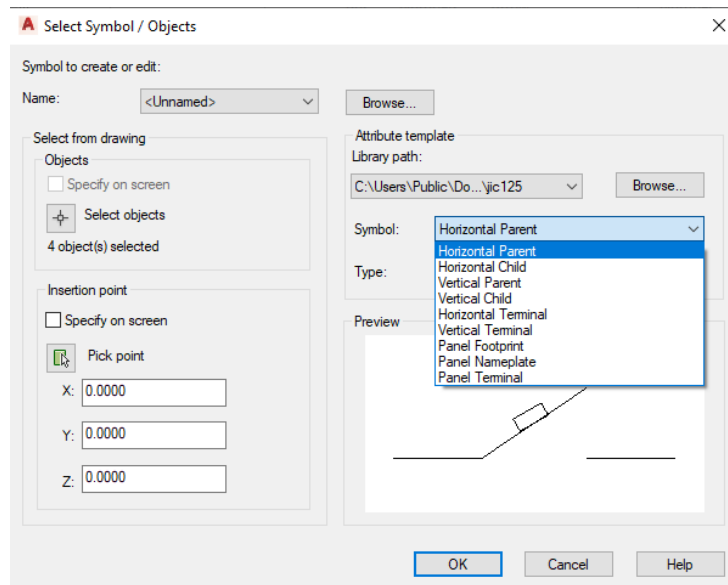 Select Symbol / Objects
Symbol to create or edit:
Name:
<Unnamed>
Browse...
Select from drawing
Objects
Specify on screen
Select objects
4 object(s) selected
Insertion point
Specify on screen
Pick point
X: 0.0000
Y: 0.0000
Z: 0.0000
Attribute template
Library path:
C:\Users\Public\Do...\jic125
Browse...
Symbol:
Horizontal Parent
Horizontal Parent
Horizontal Child
Vertical Parent
Vertical Child
Horizontal Terminal
Vertical Terminal
Panel Footprint
Panel Nameplate
Panel Terminal
Type:
Preview
OK
Cancel
Help